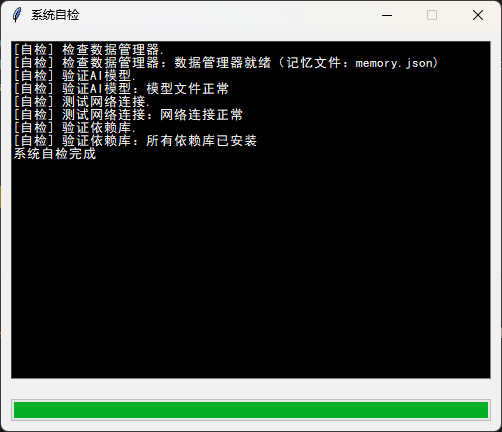 系统自检
[自检] 检查数据管理器.
[自检] 检查数据管理器：数据管理器就绪（记忆文件：memory.json）
[自检] 验证AI模型.
[自检] 验证AI模型：模型文件正常
[自检] 测试网络连接.
[自检] 测试网络连接：网络连接正常
[自检] 验证依赖库.
[自检] 验证依赖库：所有依赖库已安装
系统自检完成